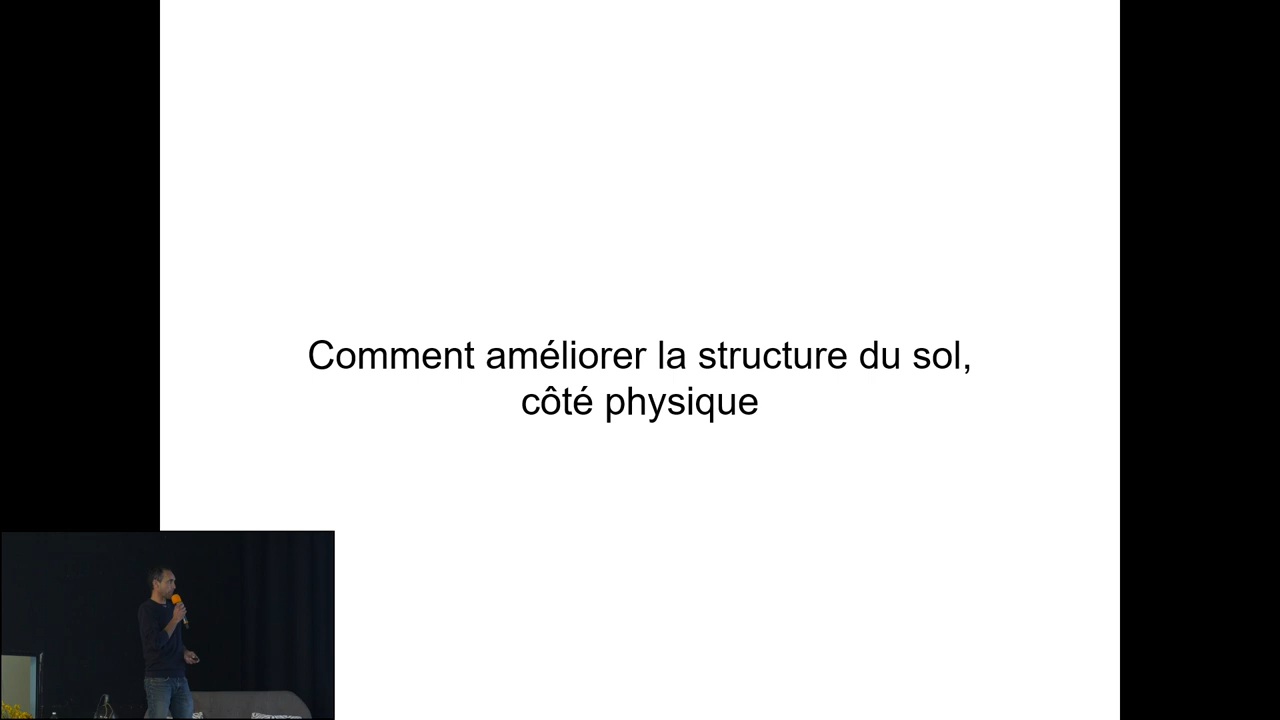 Comment améliorer la structure du sol,
côté physique